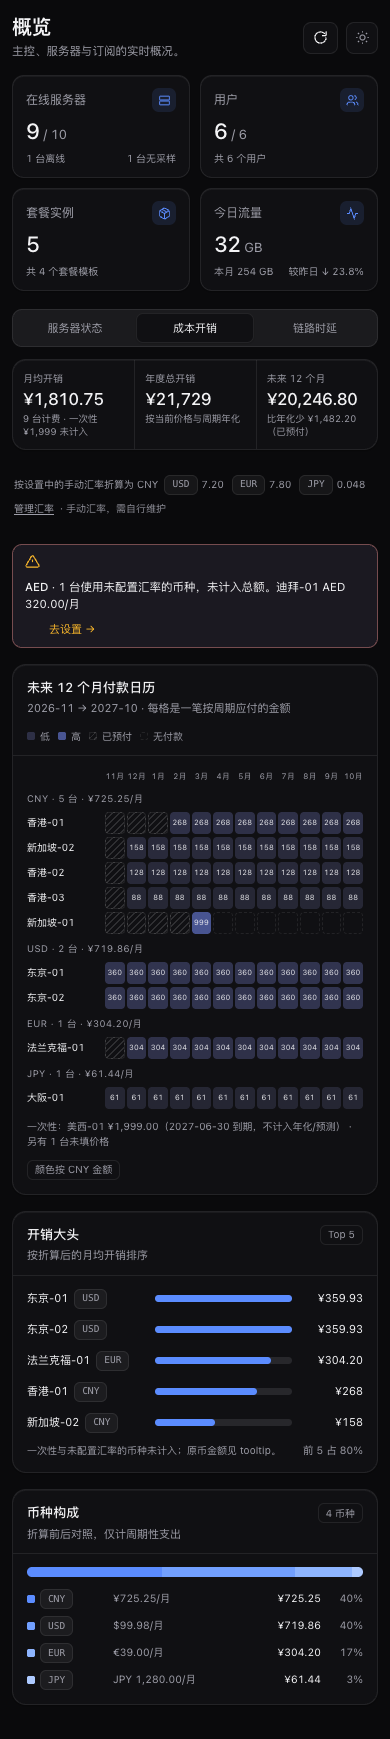 概览
主控、服务器与订阅的实时概况。
在线服务器
9 / 10
1 台离线 1 台无采样
用户
6 / 6
共 6 个用户
套餐实例
5
共 4 个套餐模板
今日流量
32 GB
本月 254 GB 较昨日 ↓ 23.8%
服务器状态 成本开销 链路时延
月均开销
¥1,810.75
9 台计费 · 一次性
¥1,999 未计入
年度总开销
¥21,729
按当前价格与周期年化
未来 12 个月
¥20,246.80
比年化少 ¥1,482.20
（已预付）
按设置中的手动汇率折算为 CNY USD 7.20 EUR 7.80 JPY 0.048
管理汇率 · 手动汇率，需自行维护
AED · 1 台使用未配置汇率的币种，未计入总额。迪拜-01 AED
320.00/月
去设置 →
未来 12 个月付款日历
2026-11 → 2027-10 · 每格是一笔按周期应付的金额
低 高 已预付 无付款
11月 12月 1月 2月 3月 4月 5月 6月 7月 8月 9月 10月
CNY · 5 台 · ¥725.25/月
香港-01 268 268 268 268 268 268 268 268 268
新加坡-02 158 158 158 158 158 158 158 158 158 158 158
香港-02 128 128 128 128 128 128 128 128 128 128 128
香港-03 88 88 88 88 88 88 88 88 88 88 88
新加坡-01 999
USD · 2 台 · ¥719.86/月
东京-01 360 360 360 360 360 360 360 360 360 360 360 360
东京-02 360 360 360 360 360 360 360 360 360 360 360 360
EUR · 1 台 · ¥304.20/月
法兰克福-01 304 304 304 304 304 304 304 304 304 304 304
JPY · 1 台 · ¥61.44/月
大阪-01 61 61 61 61 61 61 61 61 61 61 61 61
一次性：美西-01 ¥1,999.00（2027-06-30 到期，不计入年化/预测） ·
另有 1 台未填价格
颜色按 CNY 金额
开销大头 Top 5
按折算后的月均开销排序
东京-01 USD ¥359.93
东京-02 USD ¥359.93
法兰克福-01 EUR ¥304.20
香港-01 CNY ¥268
新加坡-02 CNY ¥158
一次性与未配置汇率的币种未计入；原币金额见 tooltip。 前 5 占 80%
币种构成 4 币种
折算前后对照，仅计周期性支出
CNY ¥725.25/月 ¥725.25 40%
USD $99.98/月 ¥719.86 40%
EUR €39.00/月 ¥304.20 17%
JPY JPY 1,280.00/月 ¥61.44 3%